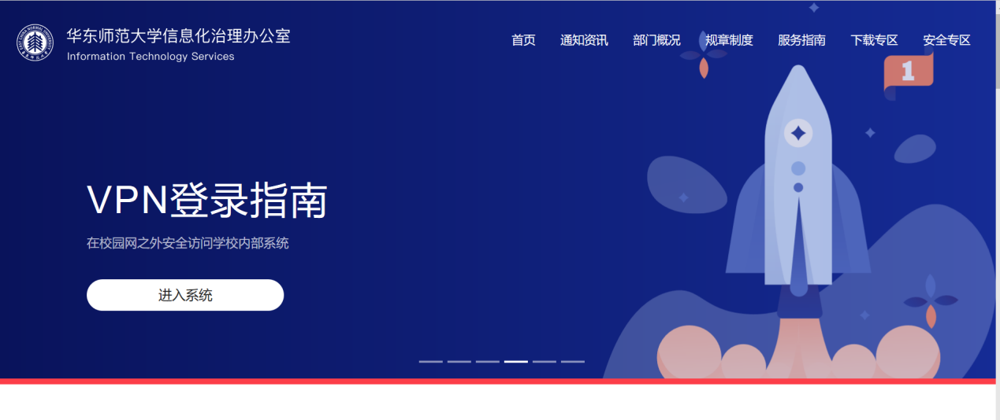 华东师范大学信息化治理办公室
Information Technology Services
首页 通知资讯 部门概况 规章制度 服务指南 下载专区 安全专区
1
VPN登录指南
在校园网之外安全访问学校内部系统
进入系统